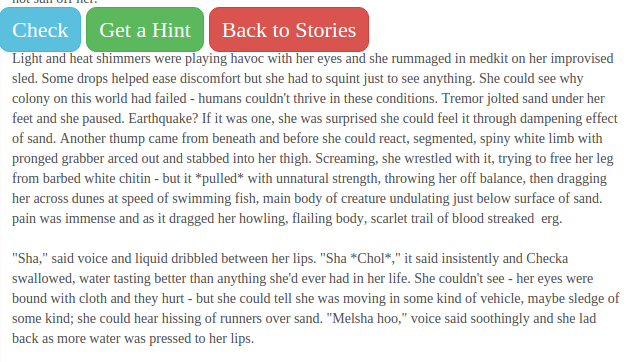 not sun off her.
Check Get a Hint Back to Stories
Light and heat shimmers were playing havoc with her eyes and she rummaged in medkit on her improvised
sled. Some drops helped ease discomfort but she had to squint just to see anything. She could see why
colony on this world had failed - humans couldn't thrive in these conditions. Tremor jolted sand under her
feet and she paused. Earthquake? If it was one, she was surprised she could feel it through dampening effect
of sand. Another thump came from beneath and before she could react, segmented, spiny white limb with
pronged grabber arced out and stabbed into her thigh. Screaming, she wrestled with it, trying to free her leg
from barbed white chitin - but it *pulled* with unnatural strength, throwing her off balance, then dragging
her across dunes at speed of swimming fish, main body of creature undulating just below surface of sand.
pain was immense and as it dragged her howling, flailing body, scarlet trail of blood streaked erg.
"Sha," said voice and liquid dribbled between her lips. "Sha *Chol*," it said insistently and Checka
swallowed, water tasting better than anything she'd ever had in her life. She couldn't see - her eyes were
bound with cloth and they hurt - but she could tell she was moving in some kind of vehicle, maybe sledge of
some kind; she could hear hissing of runners over sand. "Melsha hoo," voice said soothingly and she lad
back as more water was pressed to her lips.